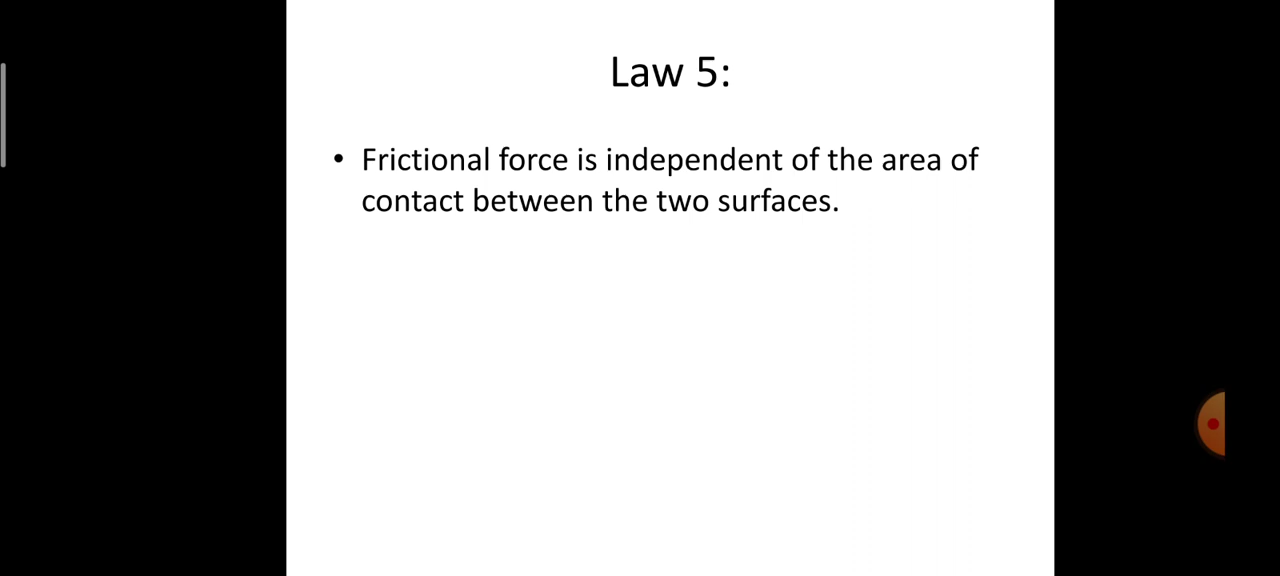 Law 5:
• Frictional force is independent of the area of
contact between the two surfaces.